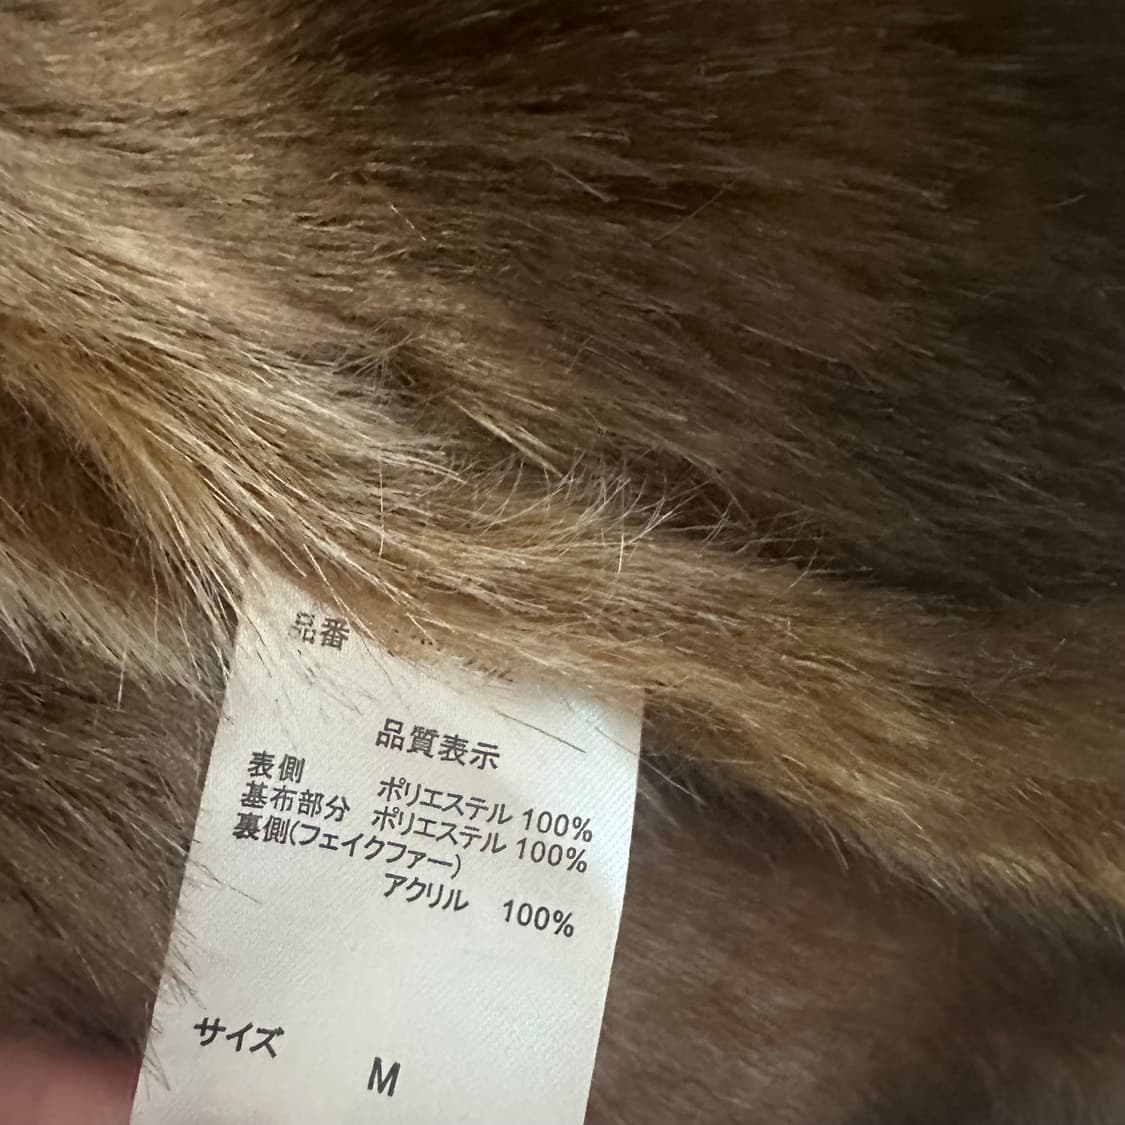 品番
品質表示
表側 ポリエステル 100%
基布部分 ポリエステル 100%
裏側(フェイクファー)
アクリル 100%
サイズ
M